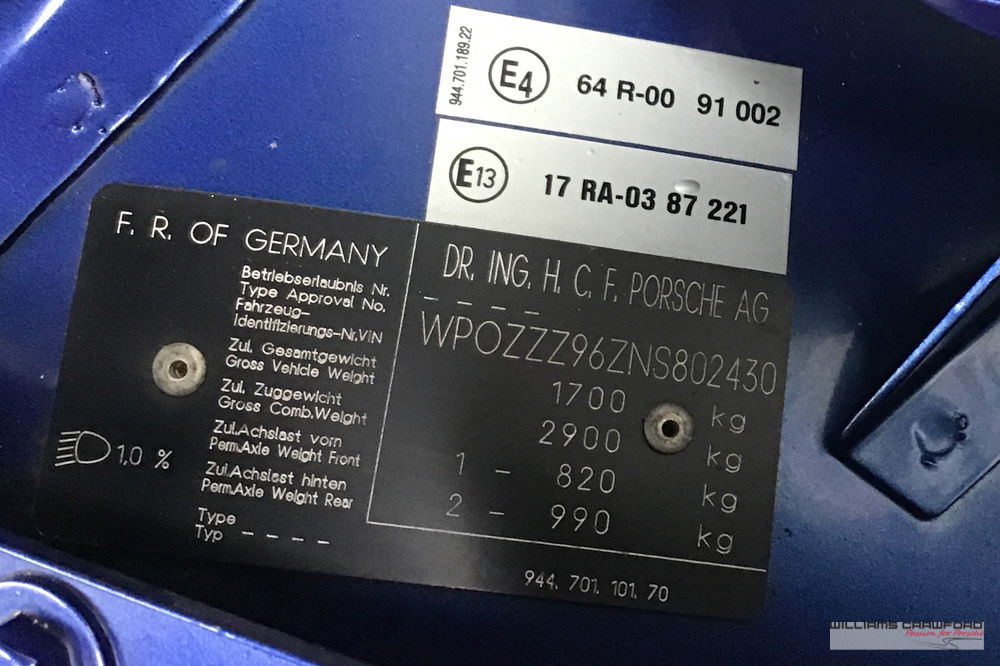 944.701.189.22
E4 64 R-00 91 002
E13 17 RA-03 87 221
F. R. OF GERMANY
DR. ING. H. C. F. PORSCHE AG
Betriebserlaubnis Nr.
Type Approval No.
- - - -
Fahrzeug-
Identifizierungs-Nr.VIN
WP0ZZZ96ZNS802430
Zul. Gesamtgewicht
Gross Vehicle Weight
1700 kg
Zul. Zuggewicht
Gross Comb.Weight
2900 kg
Zul.Achslast vorn
Perm.Axle Weight Front
1 - 820 kg
Zul.Achslast hinten
Perm.Axle Weight Rear
2 - 990 kg
1,0 %
Type
Typ - - - -
944. 701. 101. 70
WILLIAMS CRAWFORD
Passion for Porsche